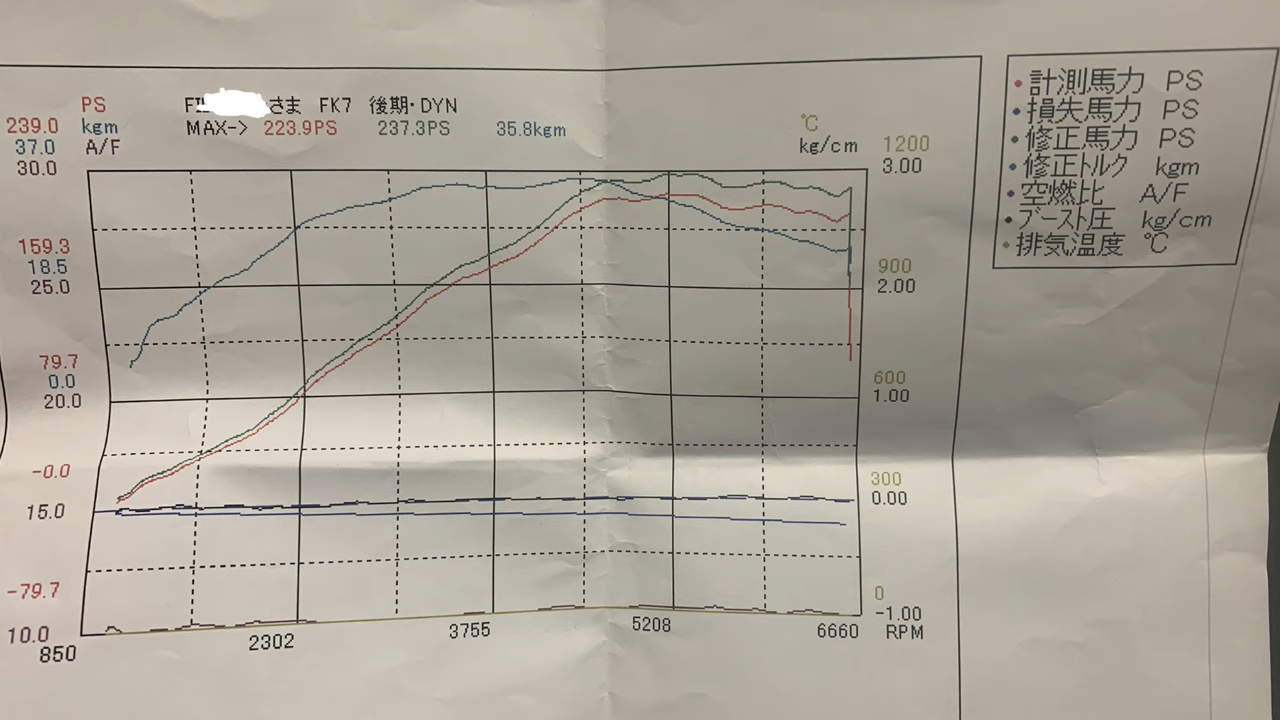 PS FI さま FK7 後期・DYN
239.0 kgm MAX-> 223.9PS 237.3PS 35.8kgm
37.0 A/F
30.0
℃
kg/cm
1200
3.00
159.3
18.5
25.0
900
2.00
79.7
0.0
20.0
600
1.00
-0.0
15.0
300
0.00
-79.7
10.0
0
-1.00
850 2302 3755 5208 6660 RPM
・計測馬力 PS
・損失馬力 PS
・修正馬力 PS
・修正トルク kgm
・空燃比 A/F
・ブースト圧 kg/cm
・排気温度 ℃